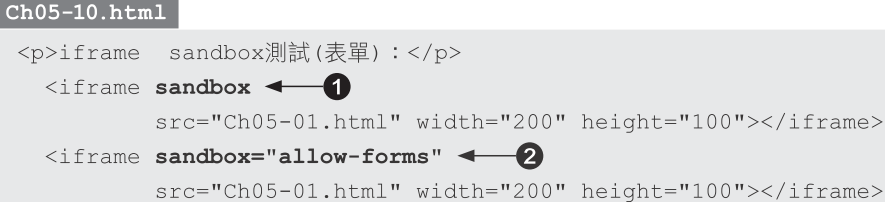 Ch05-10.html
<p>iframe  sandbox測試(表單)：</p>
<iframe sandbox ❶
src="Ch05-01.html" width="200" height="100"></iframe>
<iframe sandbox="allow-forms" ❷
src="Ch05-01.html" width="200" height="100"></iframe>